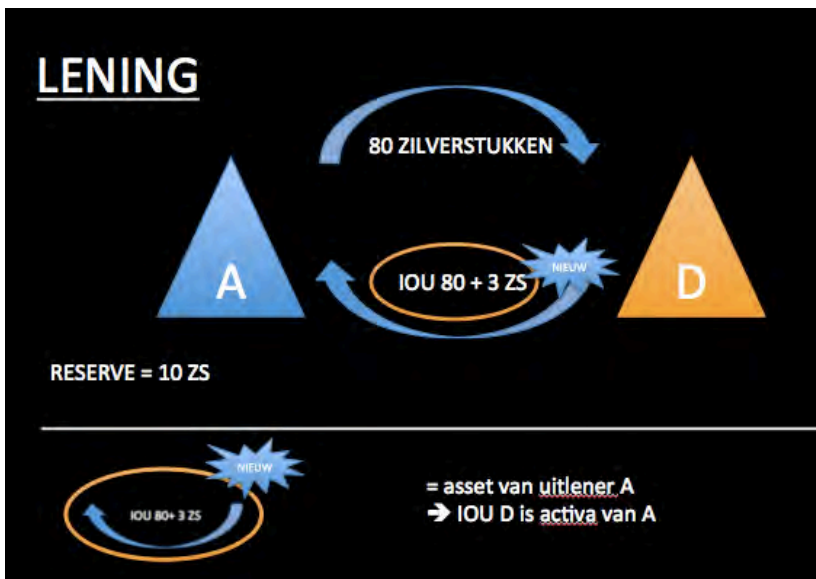 LENING
80 ZILVERSTUKKEN
A
IOU 80 + 3 ZS
NIEUW
D
RESERVE = 10 ZS
NIEUW
IOU 80+ 3 ZS
= asset van uitlener A
➔ IOU D is activa van A